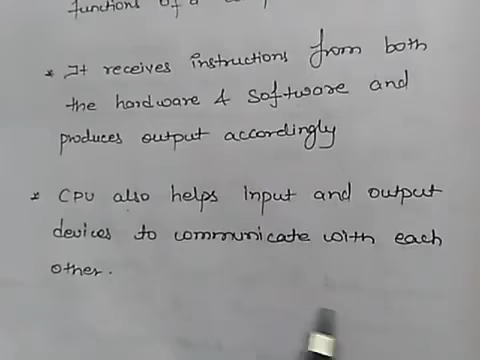 functions of a
* It receives instructions from both
the hardware & software and
produces output accordingly
* CPU also helps input and output
devices to communicate with each
other.